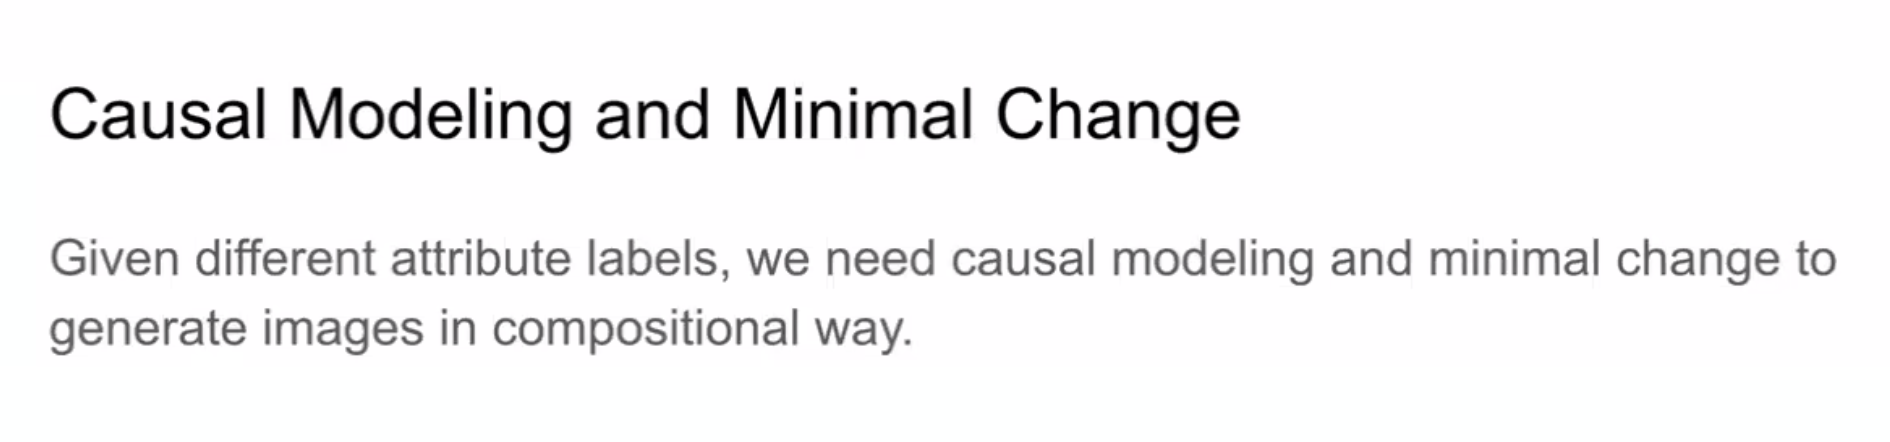 Causal Modeling and Minimal Change
Given different attribute labels, we need causal modeling and minimal change to
generate images in compositional way.